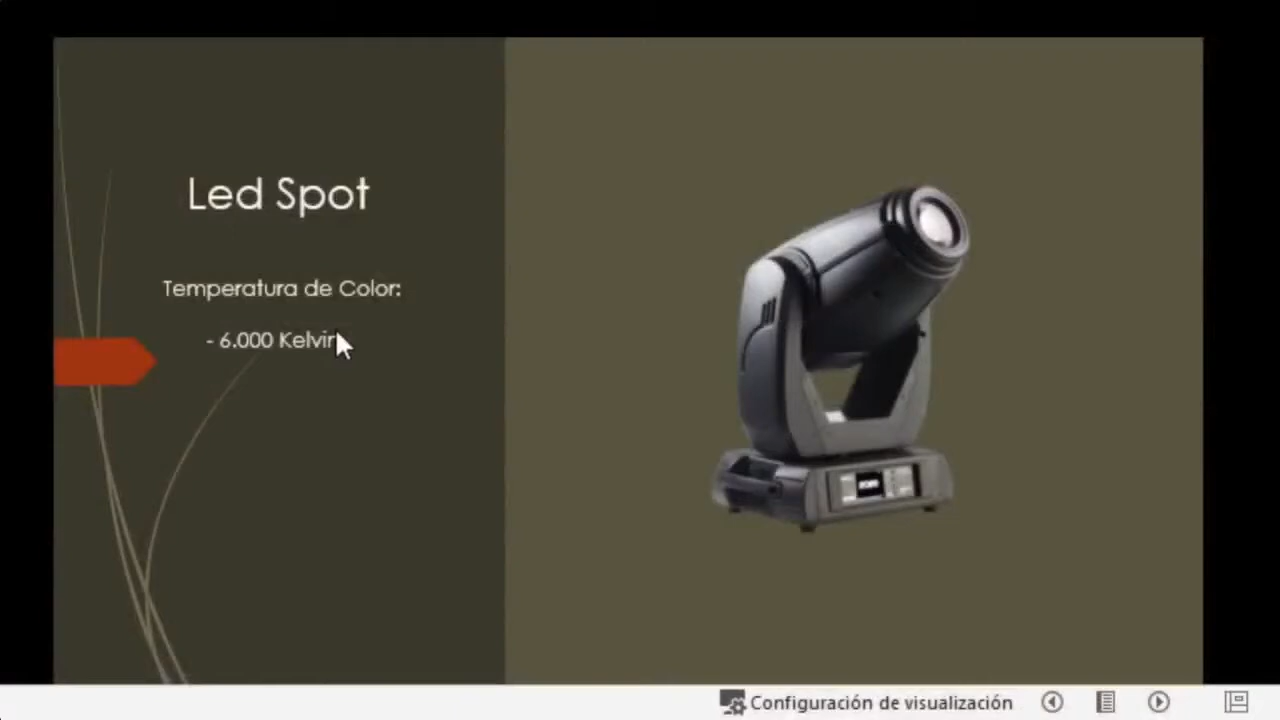 Led Spot
Temperatura de Color:
- 6.000 Kelvin
Configuración de visualización